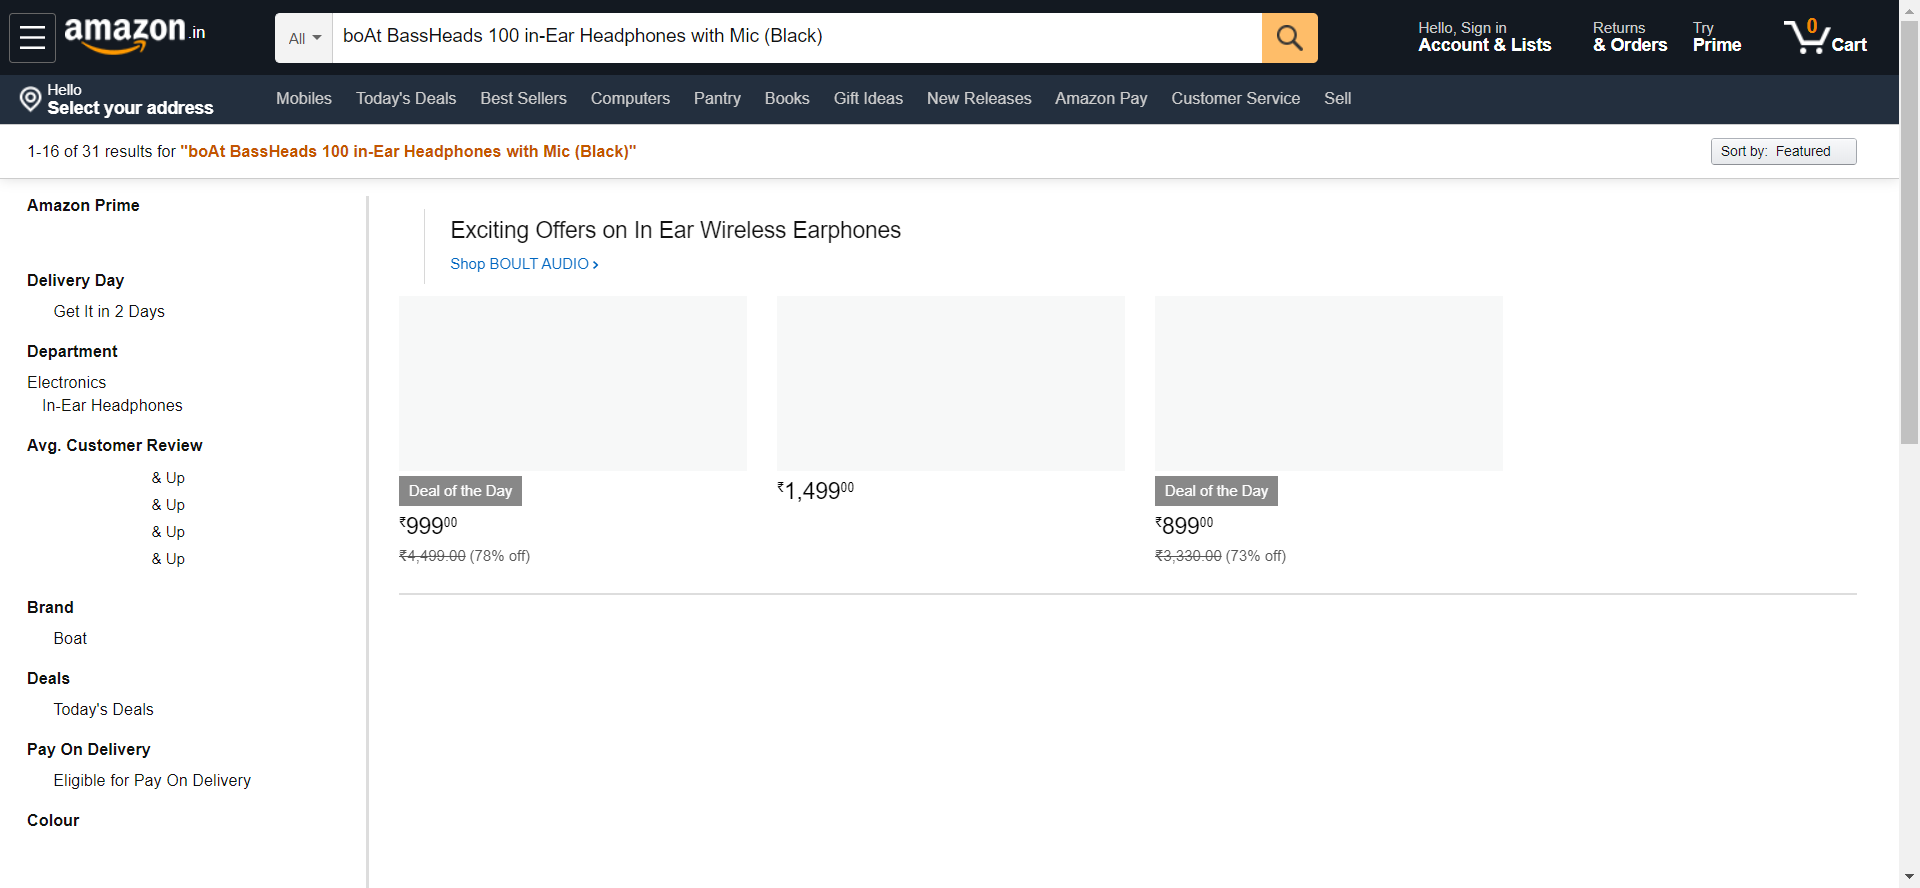 amazon.in
All
boAt BassHeads 100 in-Ear Headphones with Mic (Black)
Hello, Sign in
Account & Lists
Returns
& Orders
Try
Prime
0
Cart
Hello
Select your address
Mobiles
Today's Deals
Best Sellers
Computers
Pantry
Books
Gift Ideas
New Releases
Amazon Pay
Customer Service
Sell
1-16 of 31 results for "boAt BassHeads 100 in-Ear Headphones with Mic (Black)"
Sort by: Featured
Amazon Prime
Delivery Day
Get It in 2 Days
Department
Electronics
In-Ear Headphones
Avg. Customer Review
& Up
& Up
& Up
& Up
Brand
Boat
Deals
Today's Deals
Pay On Delivery
Eligible for Pay On Delivery
Colour
Exciting Offers on In Ear Wireless Earphones
Shop BOULT AUDIO ›
Deal of the Day
₹99900
₹4,499.00 (78% off)
₹1,49900
Deal of the Day
₹89900
₹3,330.00 (73% off)